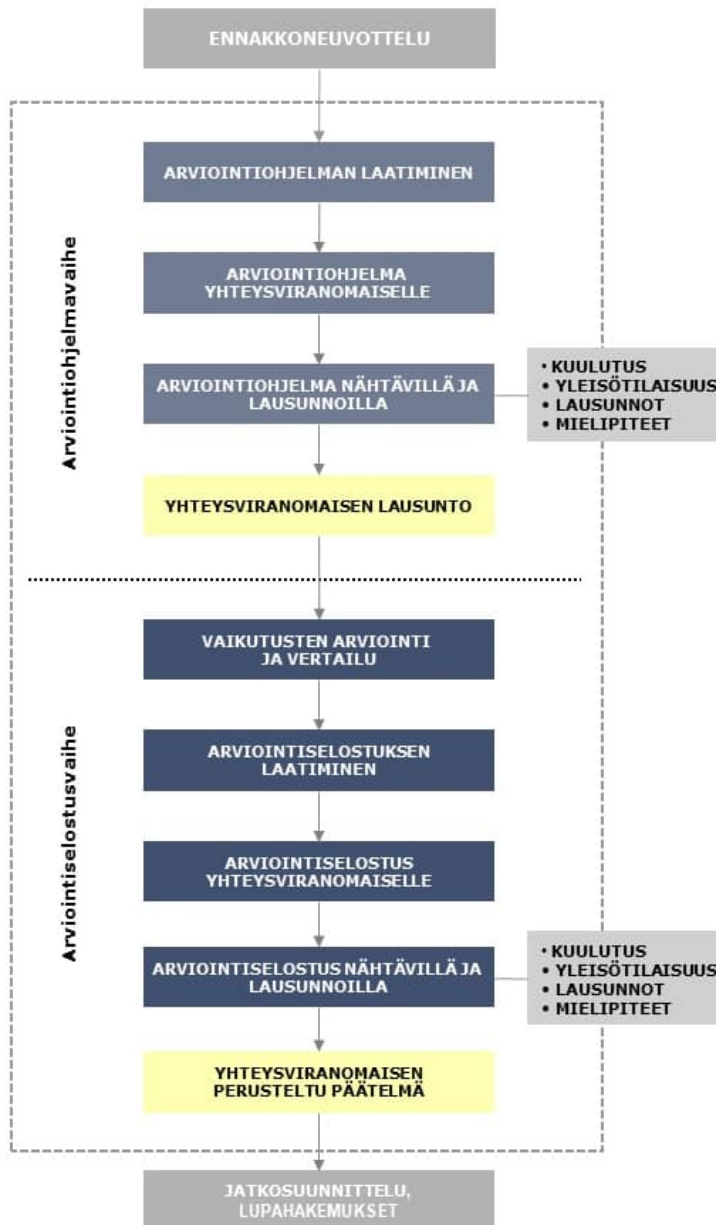 ENNAKKONEUVOTTELU
Arviointiohjelmavaihe
ARVIOINTIOHJELMAN LAATIMINEN
ARVIOINTIOHJELMA
YHTEYSVIRANOMAISELLE
ARVIOINTIOHJELMA NÄHTÄVILLÄ JA
LAUSUNNOILLA
• KUULUTUS
• YLEISÖTILAISUUS
• LAUSUNNOT
• MIELIPITEET
YHTEYSVIRANOMAISEN LAUSUNTO
Arviointiselostusvaihe
VAIKUTUSTEN ARVIOINTI
JA VERTAILU
ARVIOINTISELOSTUKSEN
LAATIMINEN
ARVIOINTISELOSTUS
YHTEYSVIRANOMAISELLE
ARVIOINTISELOSTUS NÄHTÄVILLÄ JA
LAUSUNNOILLA
• KUULUTUS
• YLEISÖTILAISUUS
• LAUSUNNOT
• MIELIPITEET
YHTEYSVIRANOMAISEN
PERUSTELTU PÄÄTELMÄ
JATKOSUUNNITTELU,
LUPAHAKEMUKSET